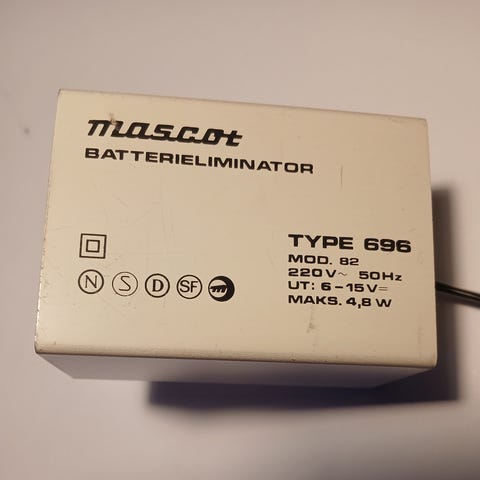 mascot
BATTERIELIMINATOR
TYPE 696
MOD. 82
220V~ 50Hz
UT: 6-15V=
MAKS. 4,8 W
N S D SF